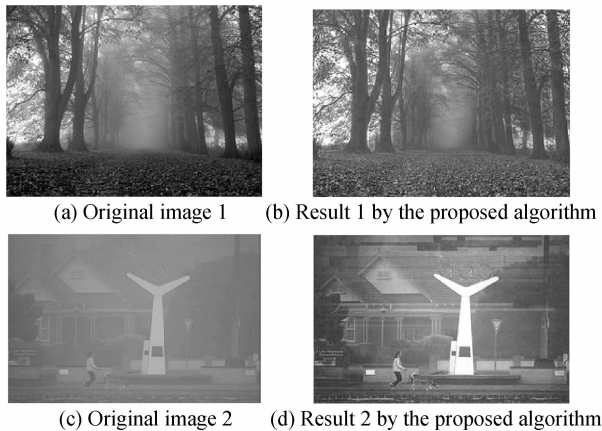 (a) Original image 1
(b) Result 1 by the proposed algorithm
(c) Original image 2
(d) Result 2 by the proposed algorithm